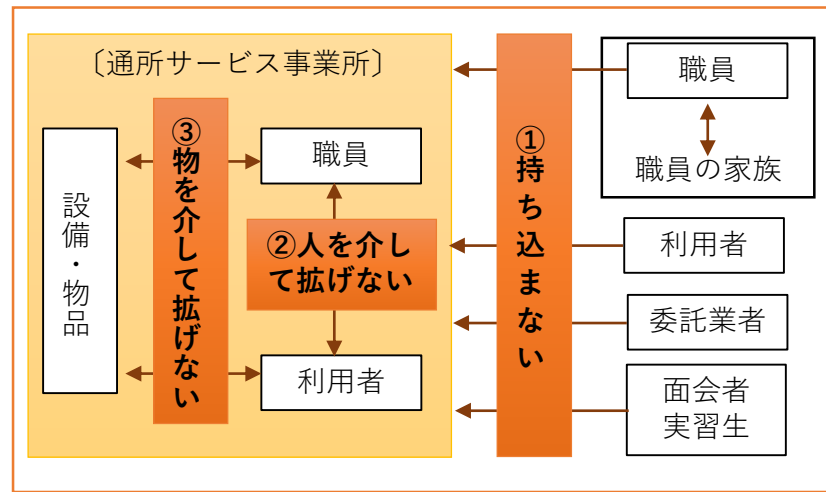 〔通所サービス事業所〕
設備・物品
③物を介して拡げない
職員
②人を介し
て拡げない
利用者
①持ち込まない
職員
職員の家族
利用者
委託業者
面会者
実習生